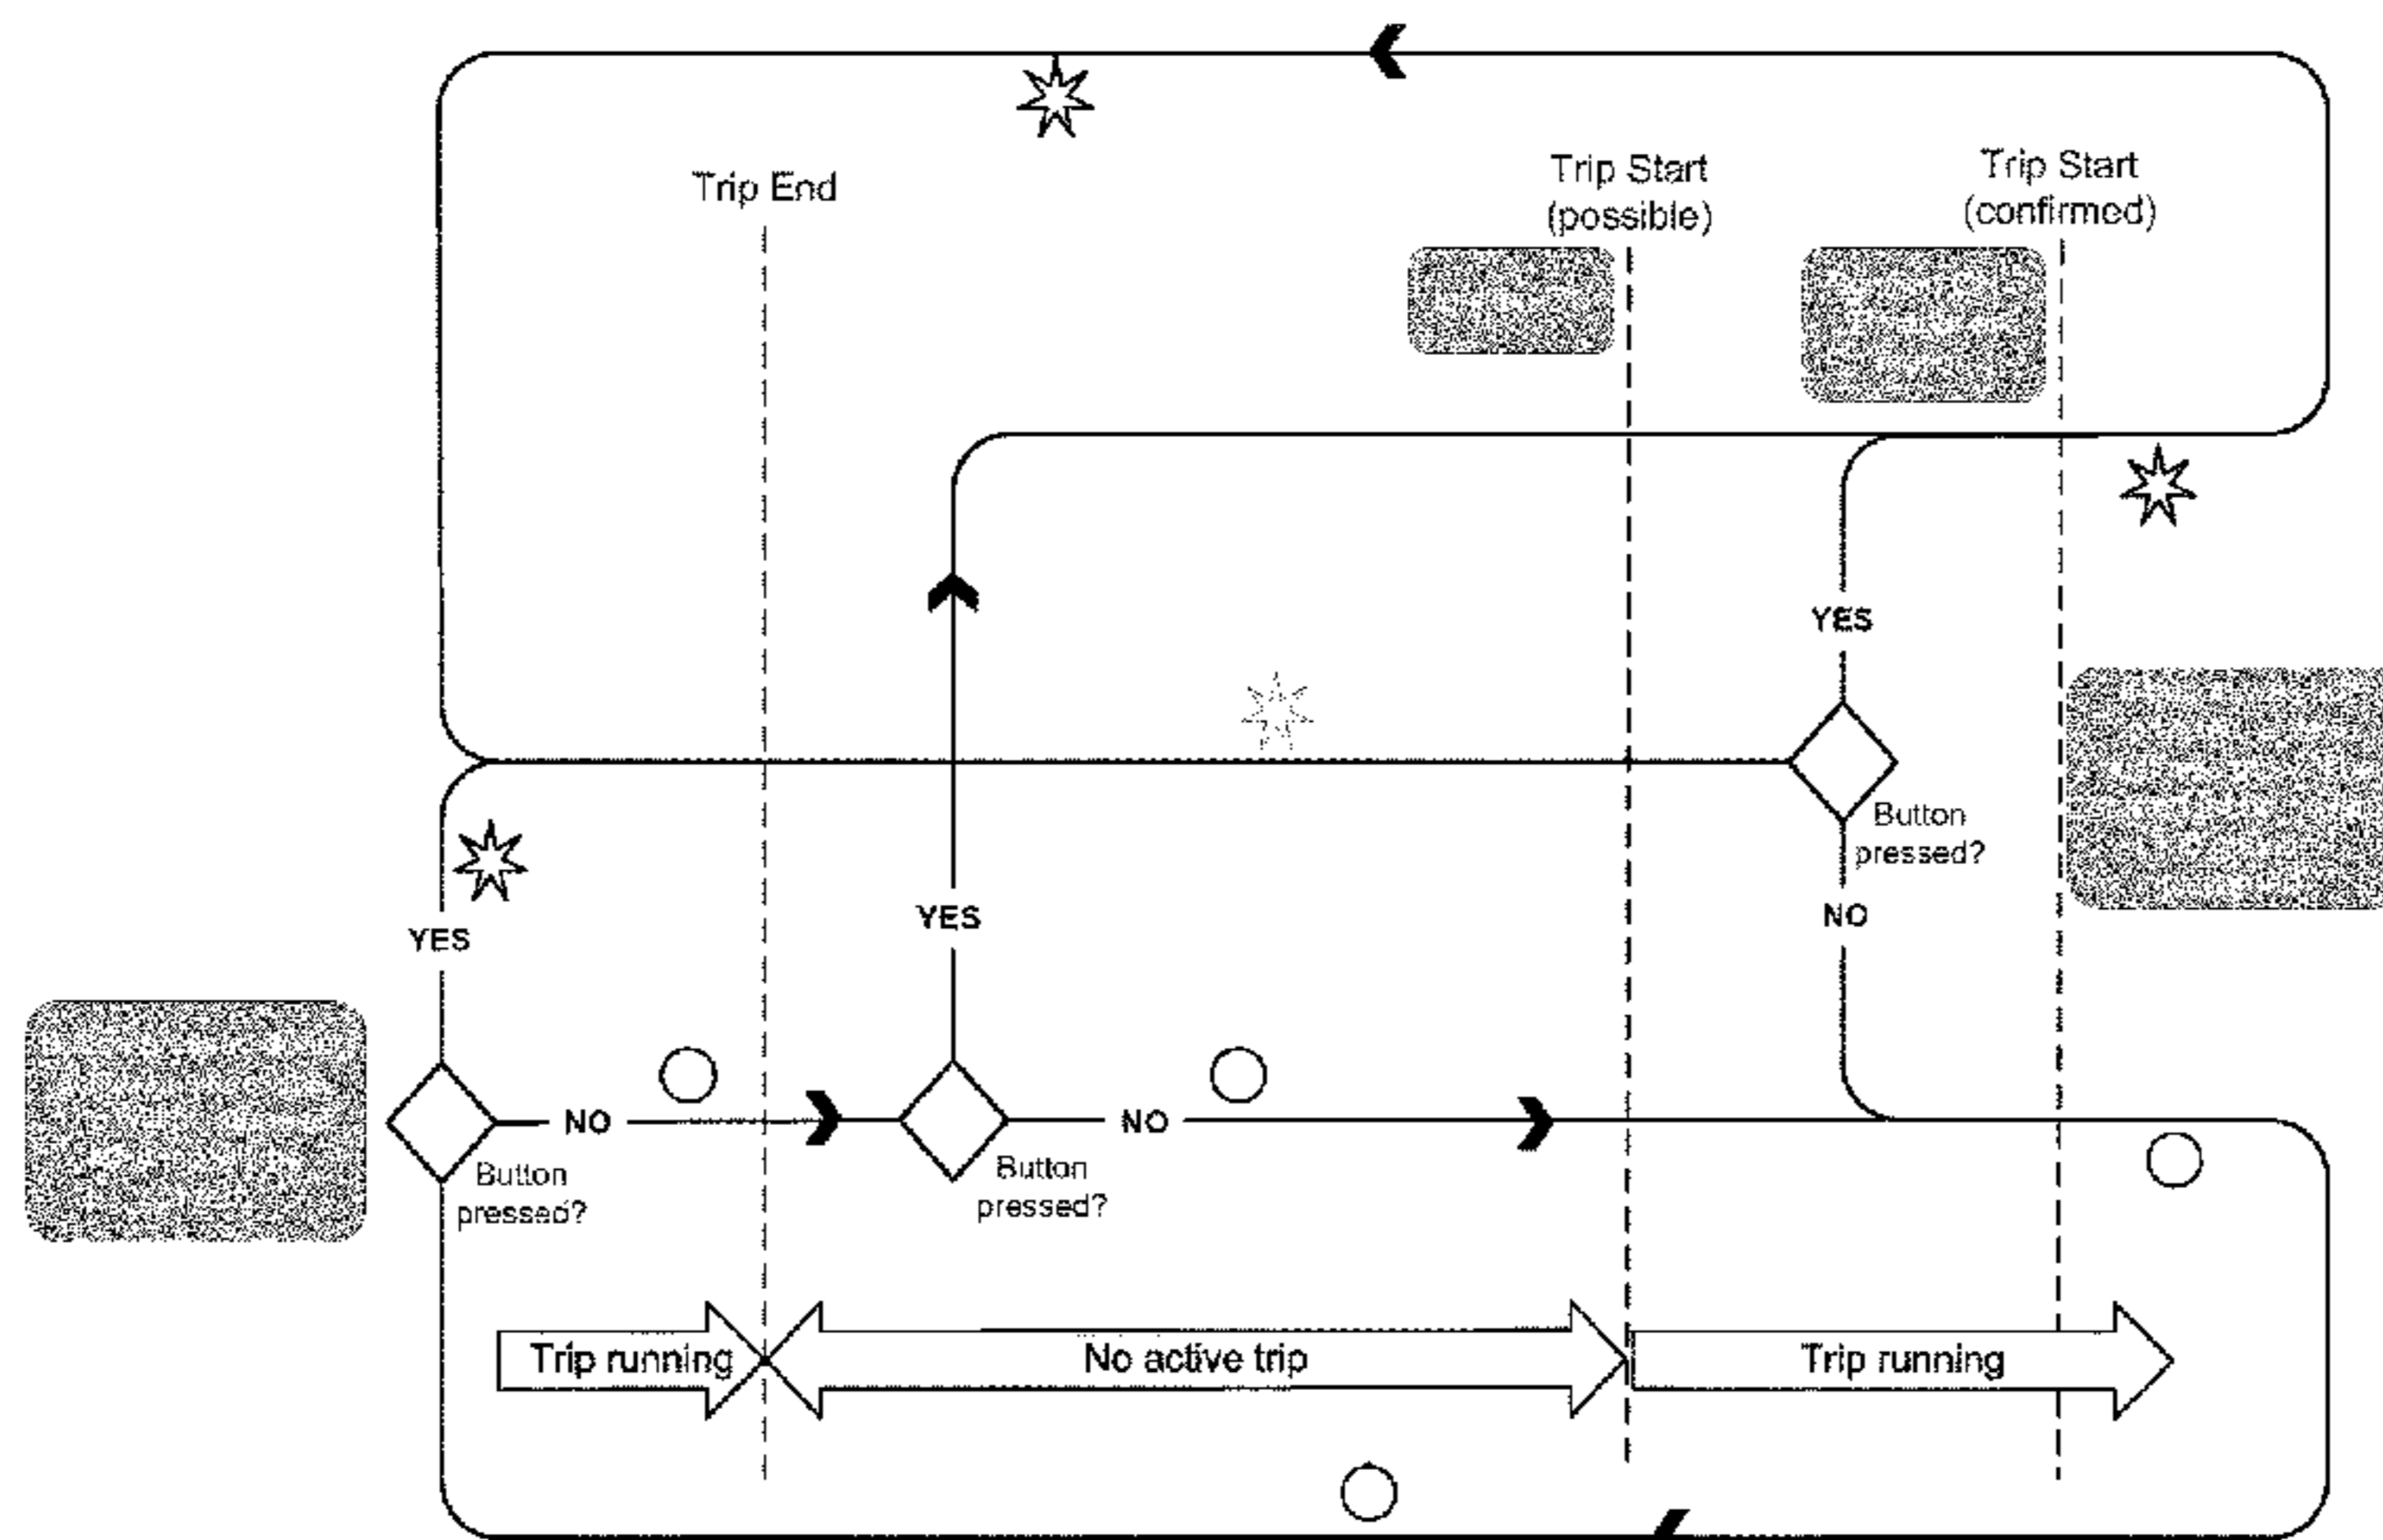 Trip End
Trip Start
(possible)
Trip Start
(confirmed)
YES
Button
pressed?
YES
NO
YES
NO
Button
pressed?
NO
Button
pressed?
Trip running
No active trip
Trip running